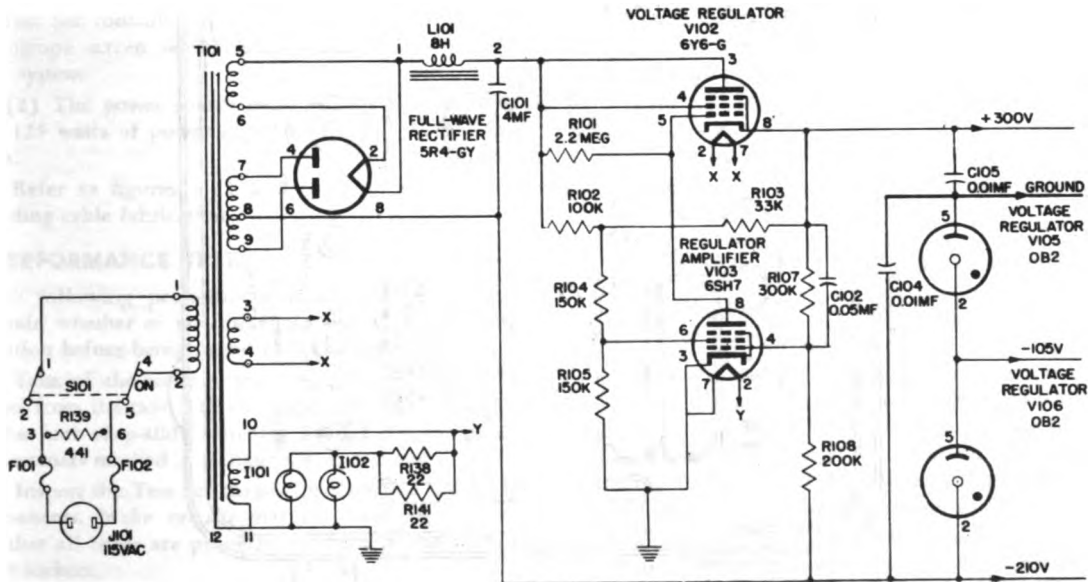 VOLTAGE REGULATOR
V102
6Y6-G
L101
8H
T101
5
1
2
3
6
C101
4MF
FULL-WAVE
RECTIFIER
5R4-GY
4
5
R101
2.2 MEG
8
+300V
2
7
X
X
7
4
2
8
6
8
9
R102
100K
R103
33K
C105
0.01MF
GROUND
5
VOLTAGE
REGULATOR
V105
OB2
REGULATOR
AMPLIFIER
V103
6SH7
R104
150K
R107
300K
C102
0.05MF
C104
0.01MF
2
1
3
X
4
X
8
6
4
3
7
2
Y
-105V
VOLTAGE
REGULATOR
V106
OB2
1
4
2
S101
ON
2
5
R139
3
6
441
F101
F102
J101
115VAC
R105
150K
10
Y
I101
I102
R138
22
R141
22
12
11
R108
200K
5
2
-210V
PERFORMANCE